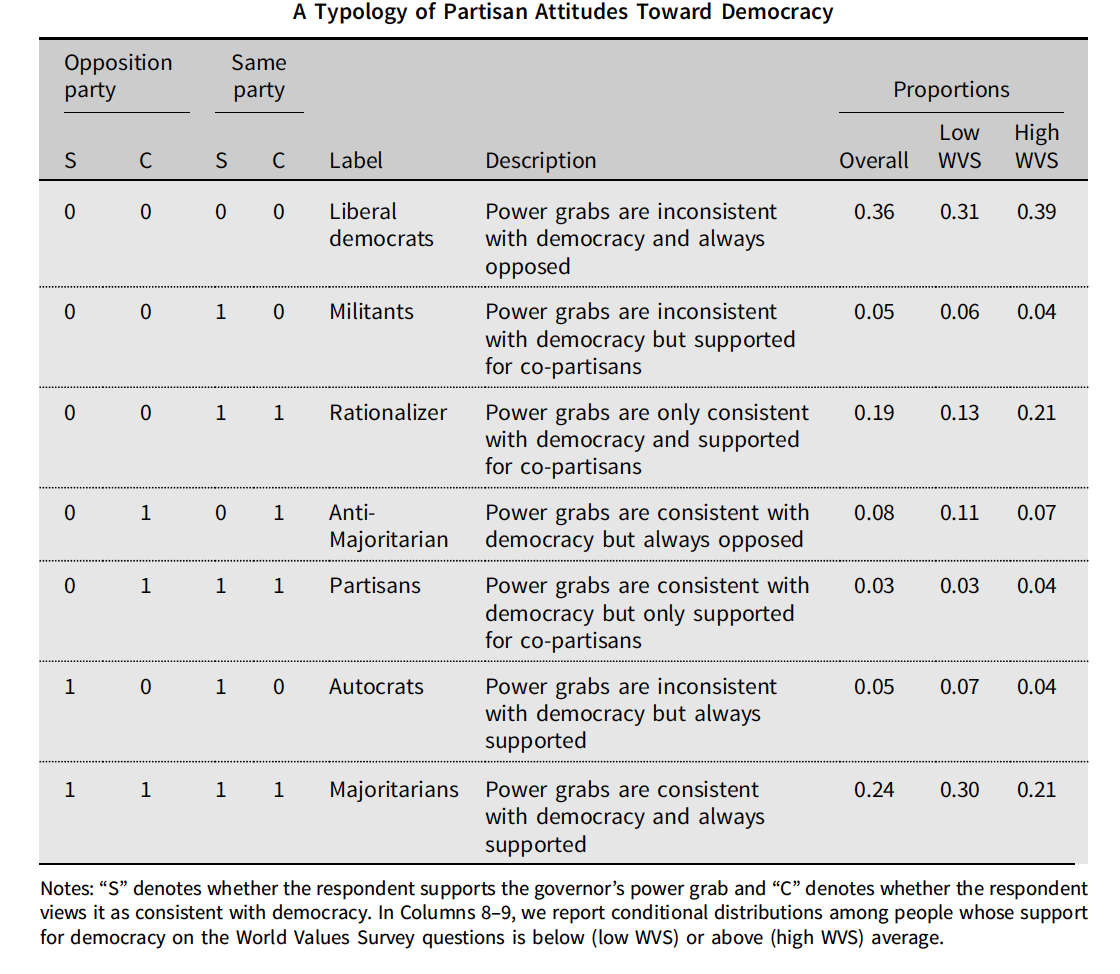 A Typology of Partisan Attitudes Toward Democracy
Opposition party Same party Proportions
S C S C Label Description Overall Low WVS High WVS
0 0 0 0 Liberal Power grabs are inconsistent 0.36 0.31 0.39
democrats with democracy and always
opposed
0 0 1 0 Militants Power grabs are inconsistent 0.05 0.06 0.04
with democracy but supported
for co-partisans
0 0 1 1 Rationalizer Power grabs are only consistent 0.19 0.13 0.21
with democracy and supported
for co-partisans
0 1 0 1 Anti- Power grabs are consistent with 0.08 0.11 0.07
Majoritarian democracy but always opposed
0 1 1 1 Partisans Power grabs are consistent with 0.03 0.03 0.04
democracy but only supported
for co-partisans
1 0 1 0 Autocrats Power grabs are inconsistent 0.05 0.07 0.04
with democracy but always
supported
1 1 1 1 Majoritarians Power grabs are consistent 0.24 0.30 0.21
with democracy and always
supported
Notes: “S” denotes whether the respondent supports the governor’s power grab and “C” denotes whether the respondent
views it as consistent with democracy. In Columns 8–9, we report conditional distributions among people whose support
for democracy on the World Values Survey questions is below (low WVS) or above (high WVS) average.